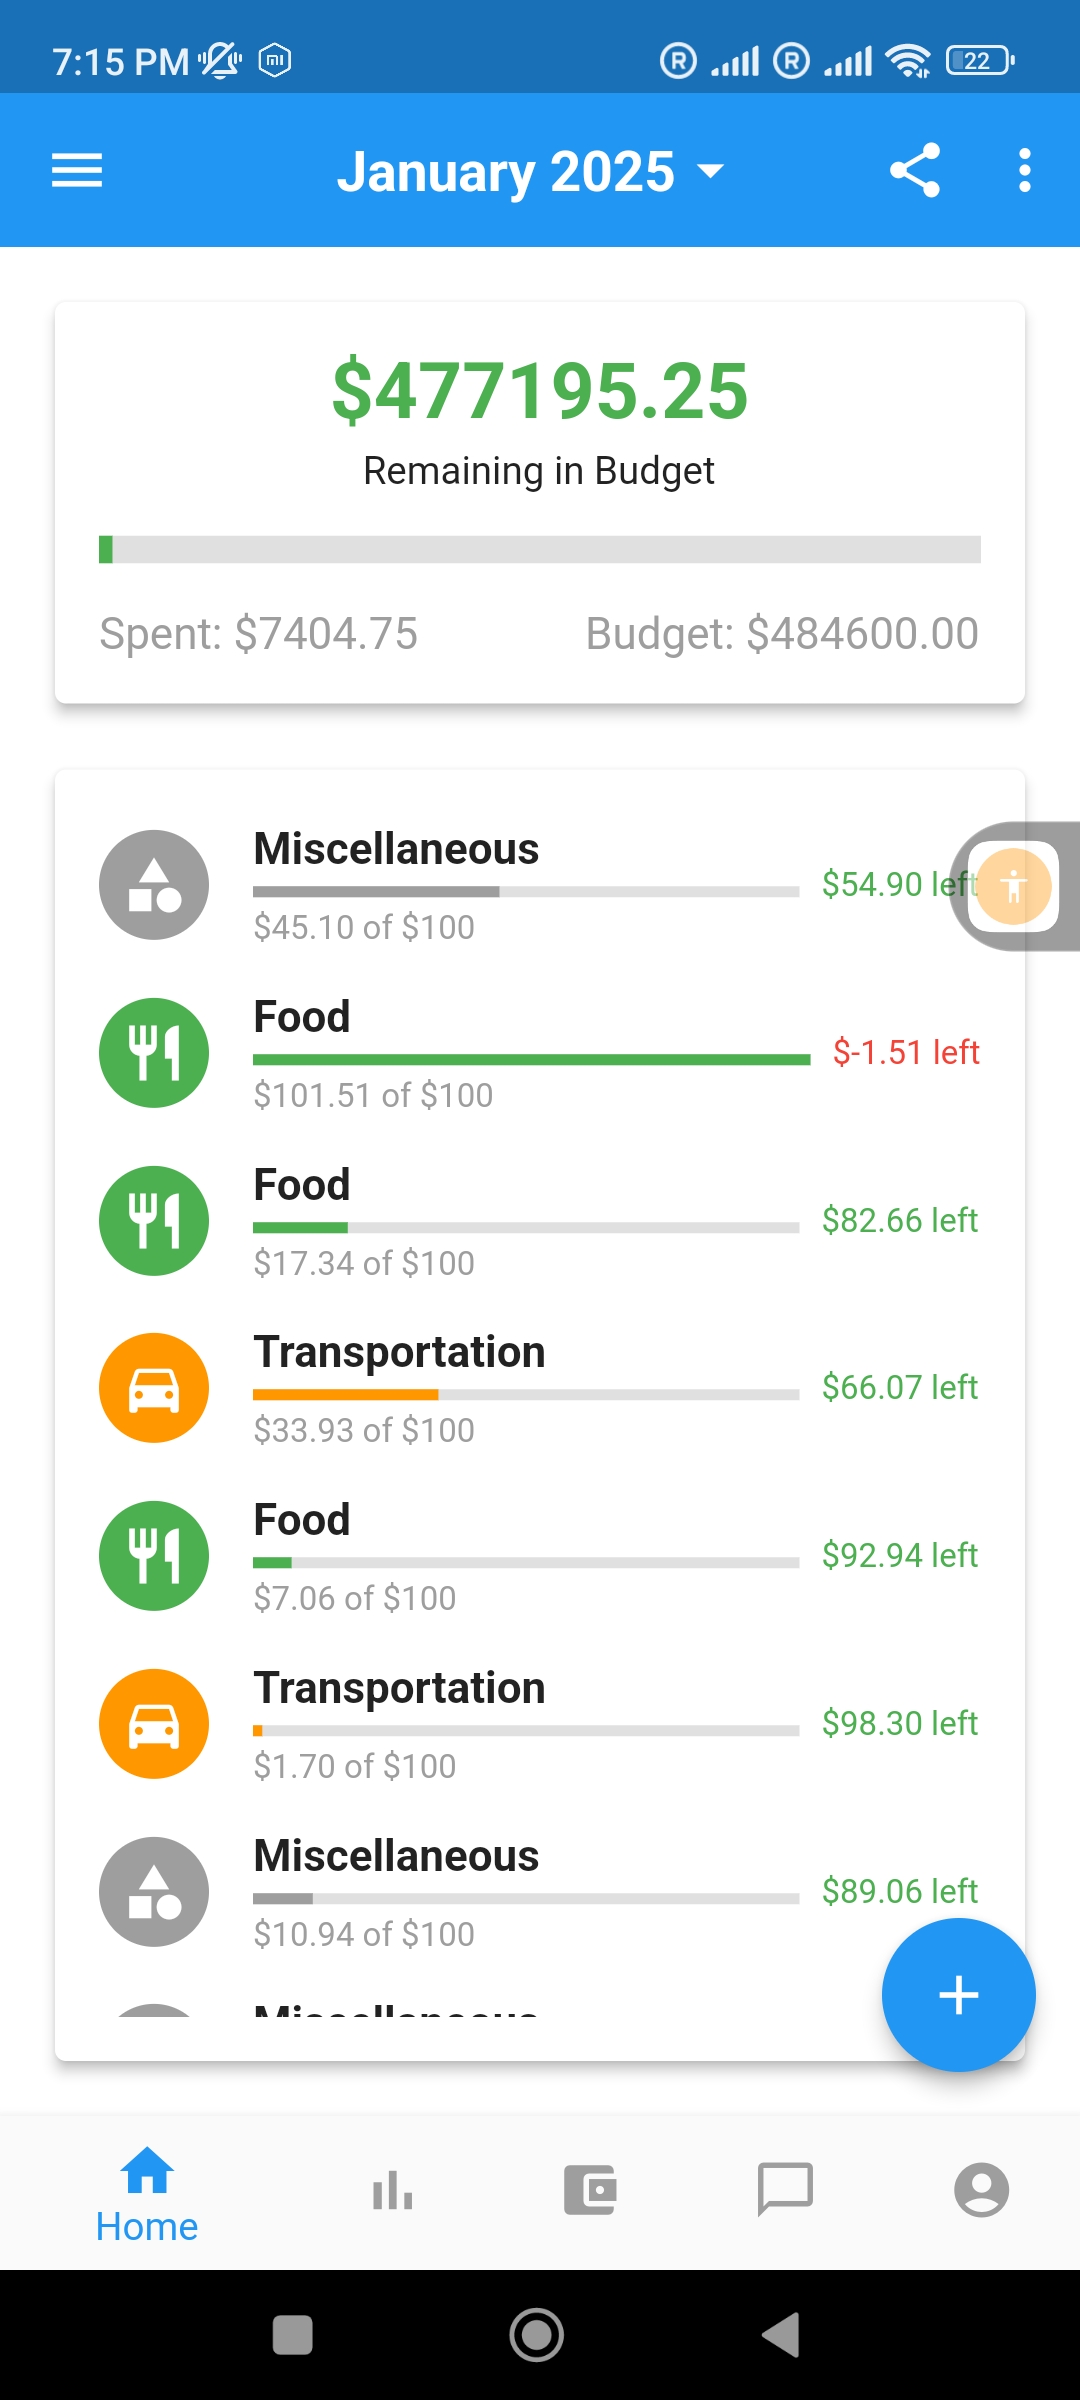 7:15 PM
22
January 2025
$477195.25
Remaining in Budget
Spent: $7404.75 Budget: $484600.00
Miscellaneous
$54.90 left
$45.10 of $100
Food
$-1.51 left
$101.51 of $100
Food
$82.66 left
$17.34 of $100
Transportation
$66.07 left
$33.93 of $100
Food
$92.94 left
$7.06 of $100
Transportation
$98.30 left
$1.70 of $100
Miscellaneous
$89.06 left
$10.94 of $100
Miscellaneous
Home